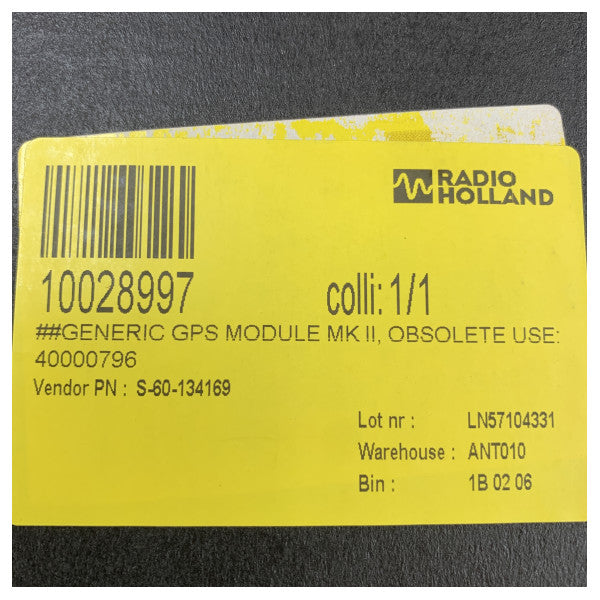 RADIO
HOLLAND
10028997 colli: 1/1
##GENERIC GPS MODULE MK II, OBSOLETE USE:
40000796
Vendor PN : S-60-134169
Lot nr : LN57104331
Warehouse : ANT010
Bin : 1B 02 06